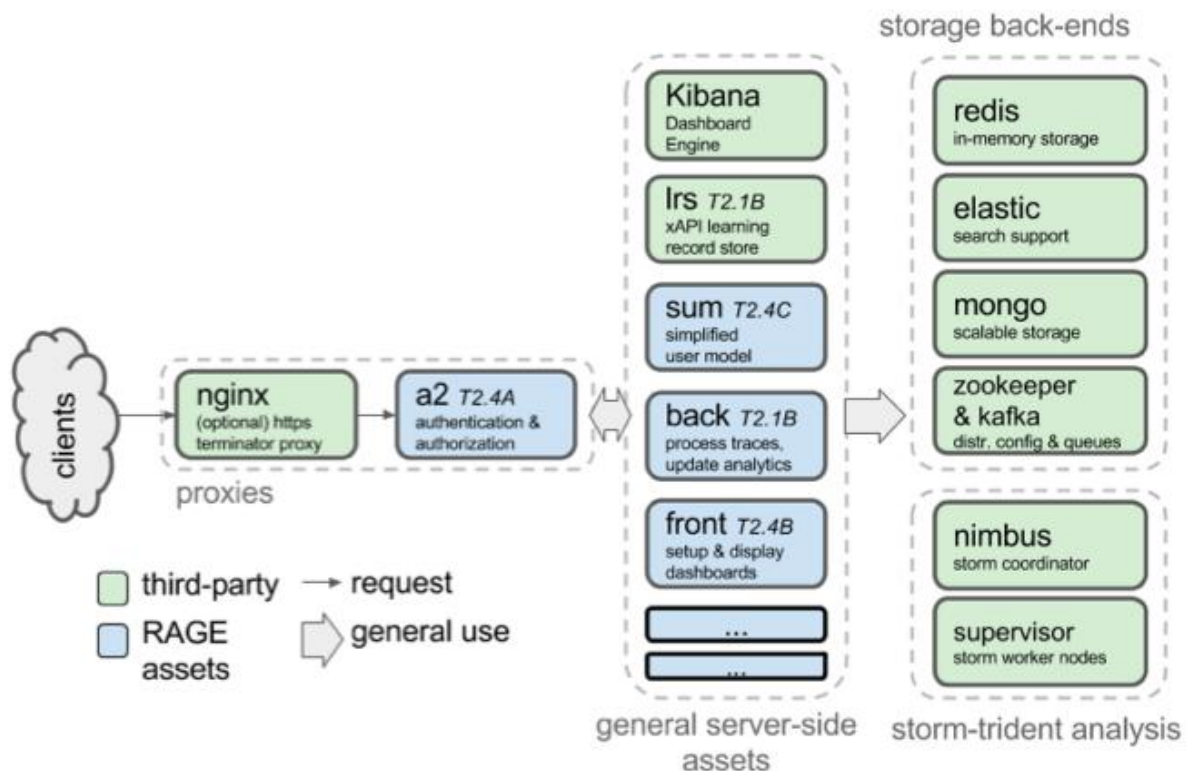 storage back-ends
Kibana
Dashboard
Engine
lrs T2.1B
xAPI learning
record store
sum T2.4C
simplified
user model
back T2.1B
process traces,
update analytics
front T2.4B
setup & display
dashboards
...
...
general server-side
assets
redis
in-memory storage
elastic
search support
mongo
scalable storage
zookeeper
& kafka
distr. config & queues
nimbus
storm coordinator
supervisor
storm worker nodes
storm-trident analysis
clients
nginx
(optional) https
terminator proxy
a2 T2.4A
authentication &
authorization
proxies
third-party
request
RAGE
assets
general use